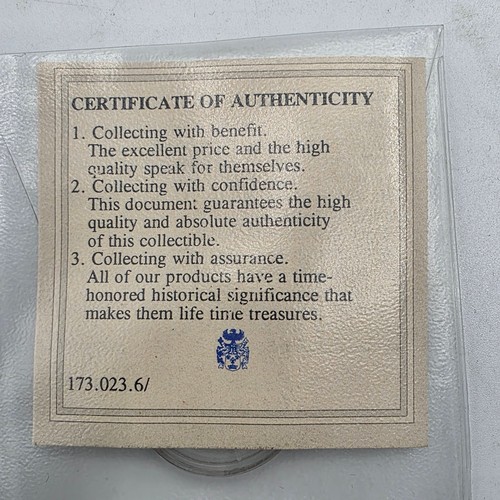 CERTIFICATE OF AUTHENTICITY
1. Collecting with benefit.
The excellent price and the high
quality speak for themselves.
2. Collecting with confidence.
This document guarantees the high
quality and absolute authenticity
of this collectible.
3. Collecting with assurance.
All of our products have a time-
honored historical significance that
makes them life time treasures.
173.023.6/